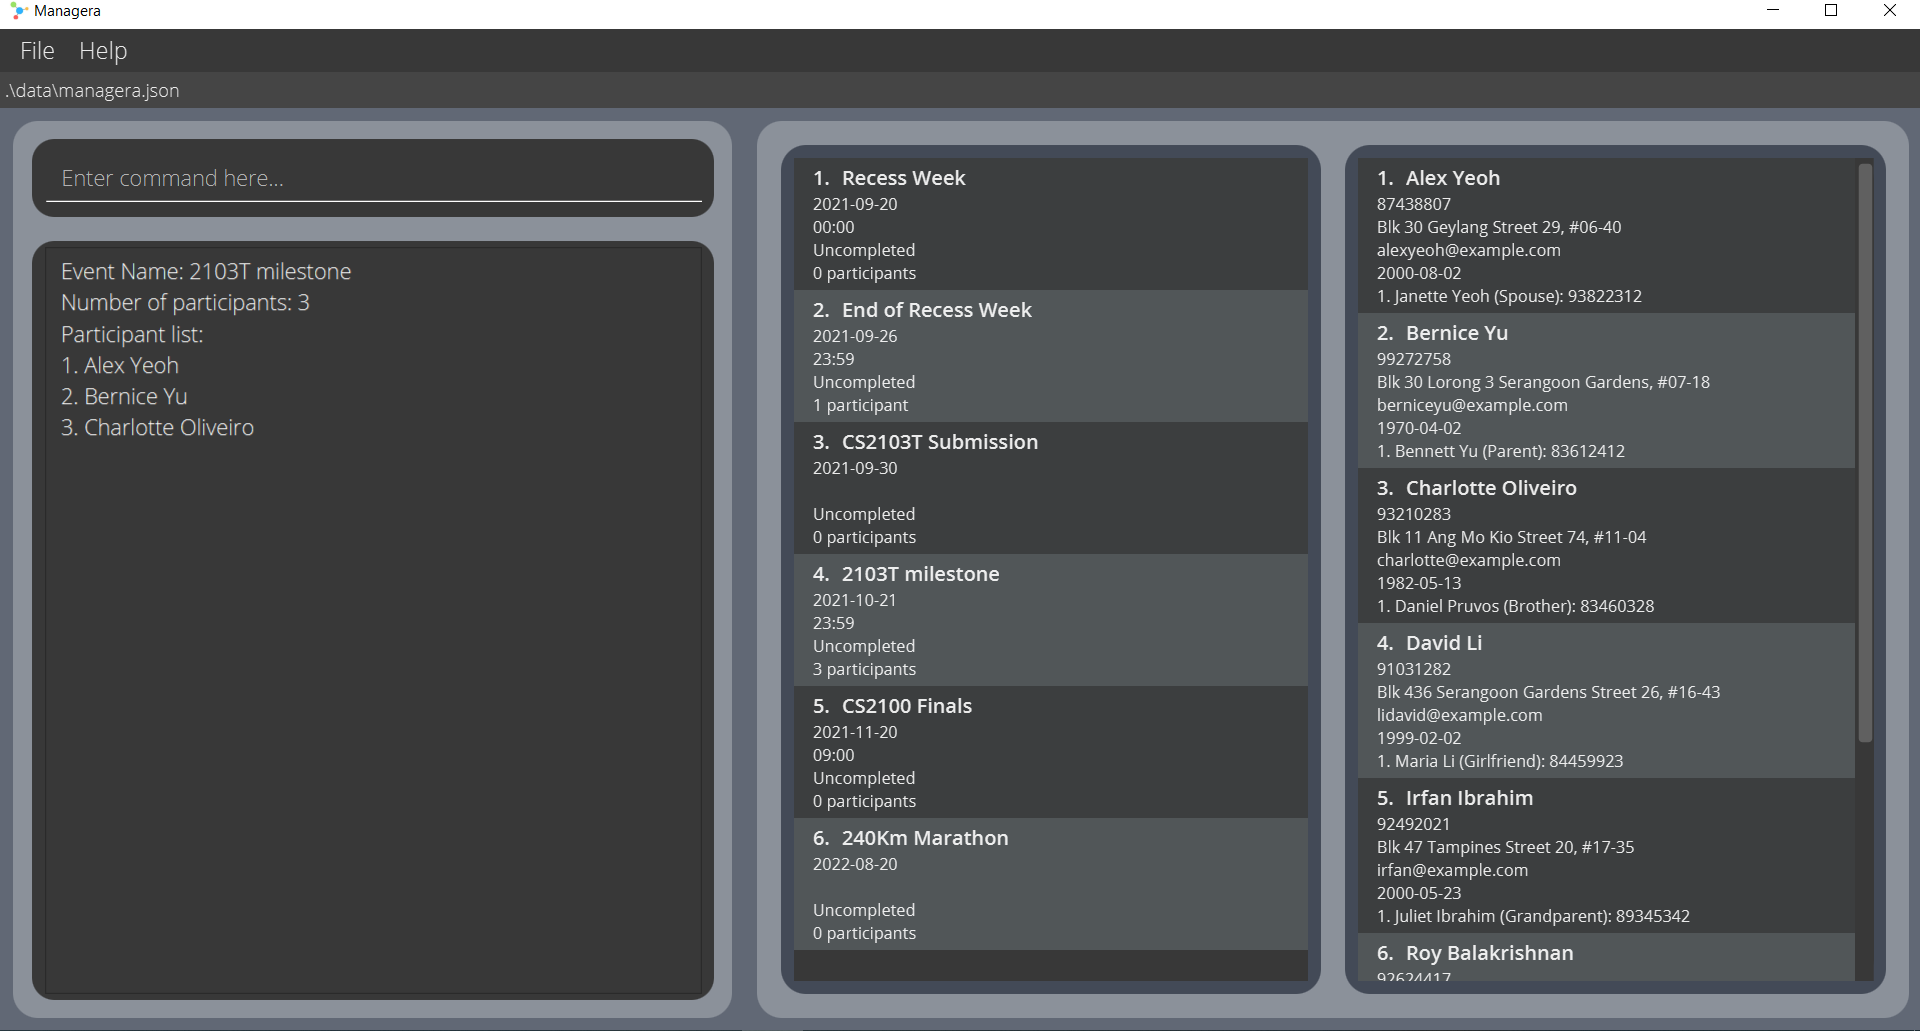 Managera
File Help
.\data\managera.json
Enter command here...
Event Name: 2103T milestone
Number of participants: 3
Participant list:
1. Alex Yeoh
2. Bernice Yu
3. Charlotte Oliveiro
1. Recess Week
2021-09-20
00:00
Uncompleted
0 participants
2. End of Recess Week
2021-09-26
23:59
Uncompleted
1 participant
3. CS2103T Submission
2021-09-30
Uncompleted
0 participants
4. 2103T milestone
2021-10-21
23:59
Uncompleted
3 participants
5. CS2100 Finals
2021-11-20
09:00
Uncompleted
0 participants
6. 240Km Marathon
2022-08-20
Uncompleted
0 participants
1. Alex Yeoh
87438807
Blk 30 Geylang Street 29, #06-40
alexyeoh@example.com
2000-08-02
1. Janette Yeoh (Spouse): 93822312
2. Bernice Yu
99272758
Blk 30 Lorong 3 Serangoon Gardens, #07-18
berniceyu@example.com
1970-04-02
1. Bennett Yu (Parent): 83612412
3. Charlotte Oliveiro
93210283
Blk 11 Ang Mo Kio Street 74, #11-04
charlotte@example.com
1982-05-13
1. Daniel Pruvos (Brother): 83460328
4. David Li
91031282
Blk 436 Serangoon Gardens Street 26, #16-43
lidavid@example.com
1999-02-02
1. Maria Li (Girlfriend): 84459923
5. Irfan Ibrahim
92492021
Blk 47 Tampines Street 20, #17-35
irfan@example.com
2000-05-23
1. Juliet Ibrahim (Grandparent): 89345342
6. Roy Balakrishnan
92624417